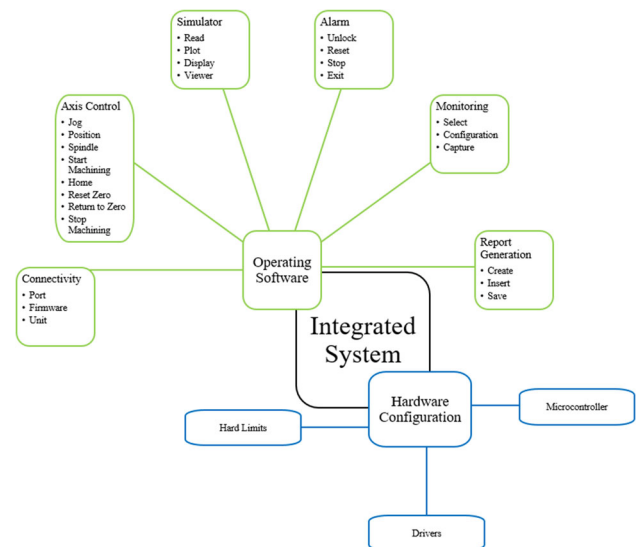 Simulator
• Read
• Plot
• Display
• Viewer
Alarm
• Unlock
• Reset
• Stop
• Exit
Axis Control
• Jog
• Position
• Spindle
• Start
Machining
• Home
• Reset Zero
• Return to Zero
• Stop
Machining
Monitoring
• Select
• Configuration
• Capture
Connectivity
• Port
• Firmware
• Unit
Operating
Software
Report
Generation
• Create
• Insert
• Save
Integrated
System
Hardware
Configuration
Hard Limits
Microcontroller
Drivers